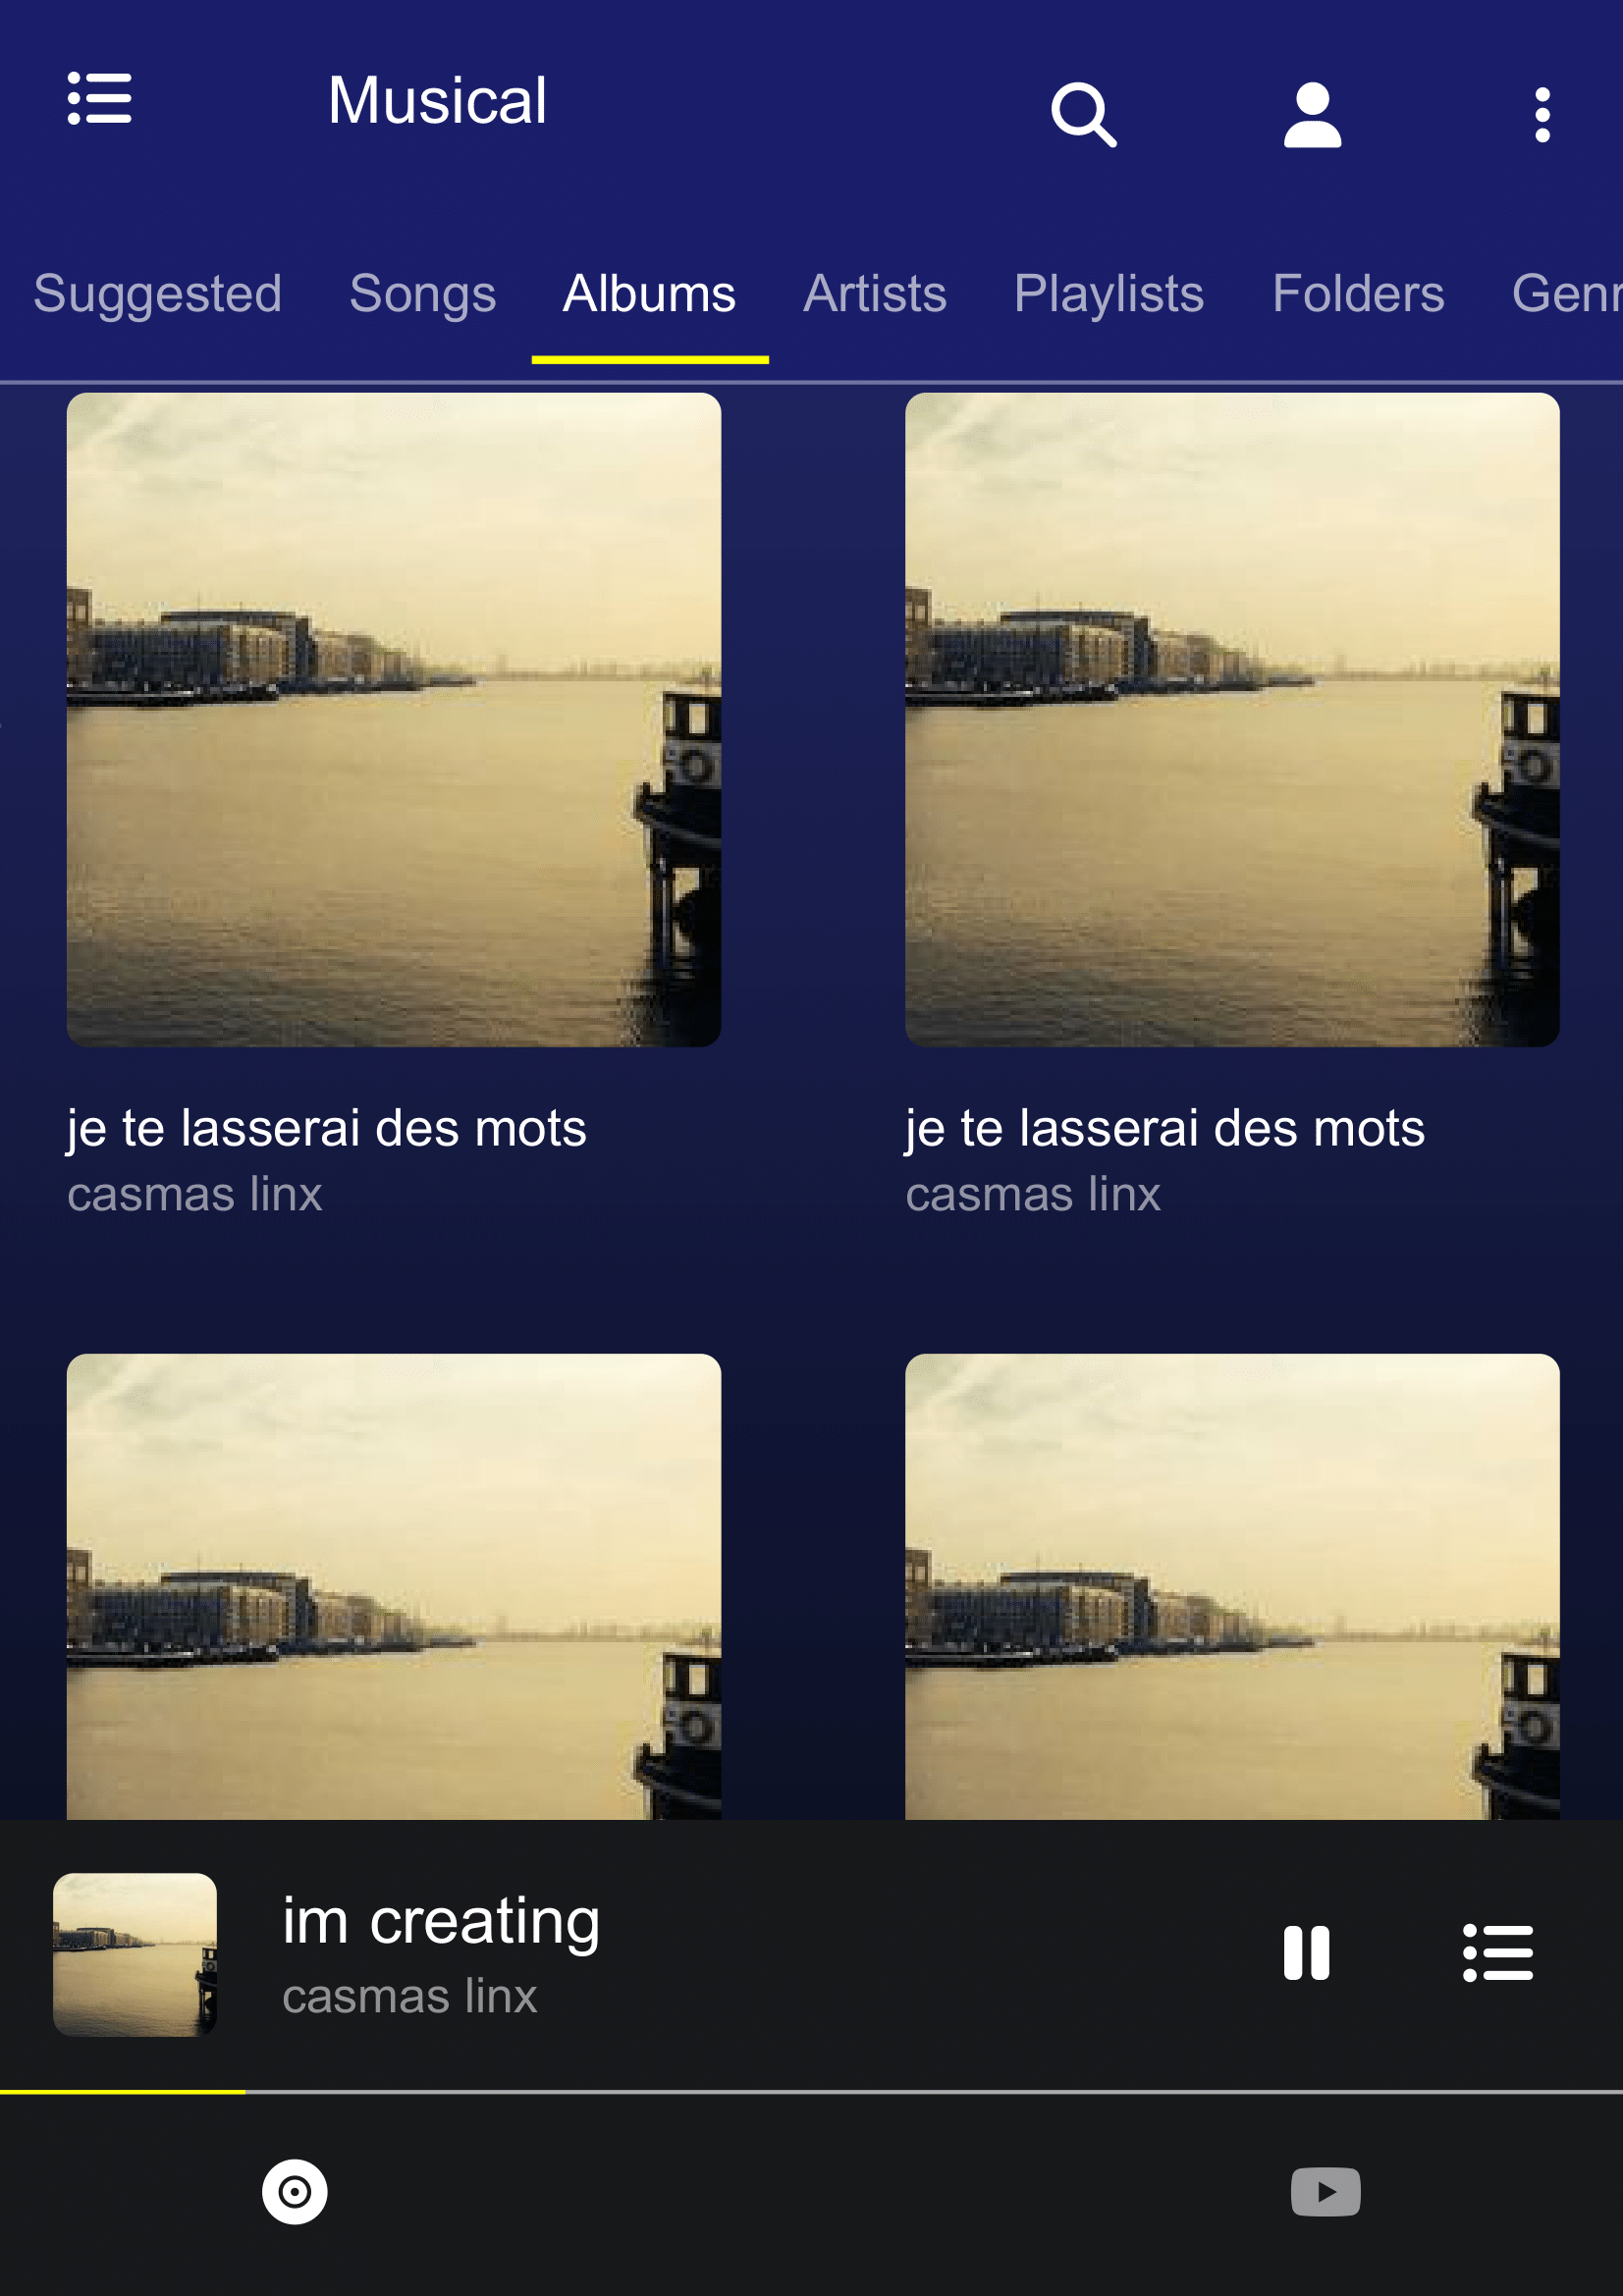 Musical
Suggested Songs Albums Artists Playlists Folders Genr
je te lasserai des mots
casmas linx
je te lasserai des mots
casmas linx
im creating
casmas linx